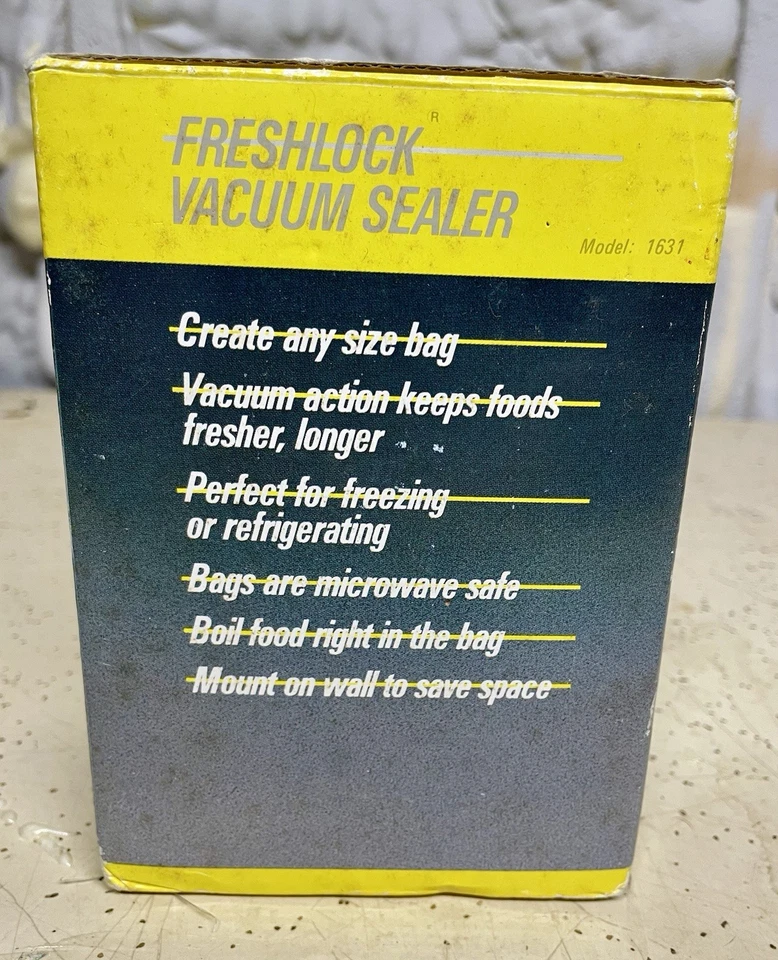 FRESHLOCK®
VACUUM SEALER
Model: 1631
Create any size bag
Vacuum action keeps foods
fresher, longer
Perfect for freezing
or refrigerating
Bags are microwave safe
Boil food right in the bag
Mount on wall to save space